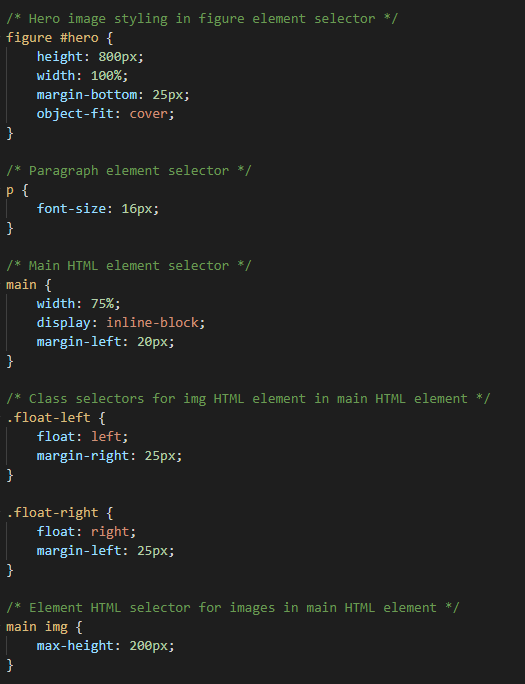 /* Hero image styling in figure element selector */
figure #hero {
    height: 800px;
    width: 100%;
    margin-bottom: 25px;
    object-fit: cover;
}
/* Paragraph element selector */
p {
    font-size: 16px;
}
/* Main HTML element selector */
main {
    width: 75%;
    display: inline-block;
    margin-left: 20px;
}
/* Class selectors for img HTML element in main HTML element */
.float-left {
    float: left;
    margin-right: 25px;
}
.float-right {
    float: right;
    margin-left: 25px;
}
/* Element HTML selector for images in main HTML element */
main img {
    max-height: 200px;
}